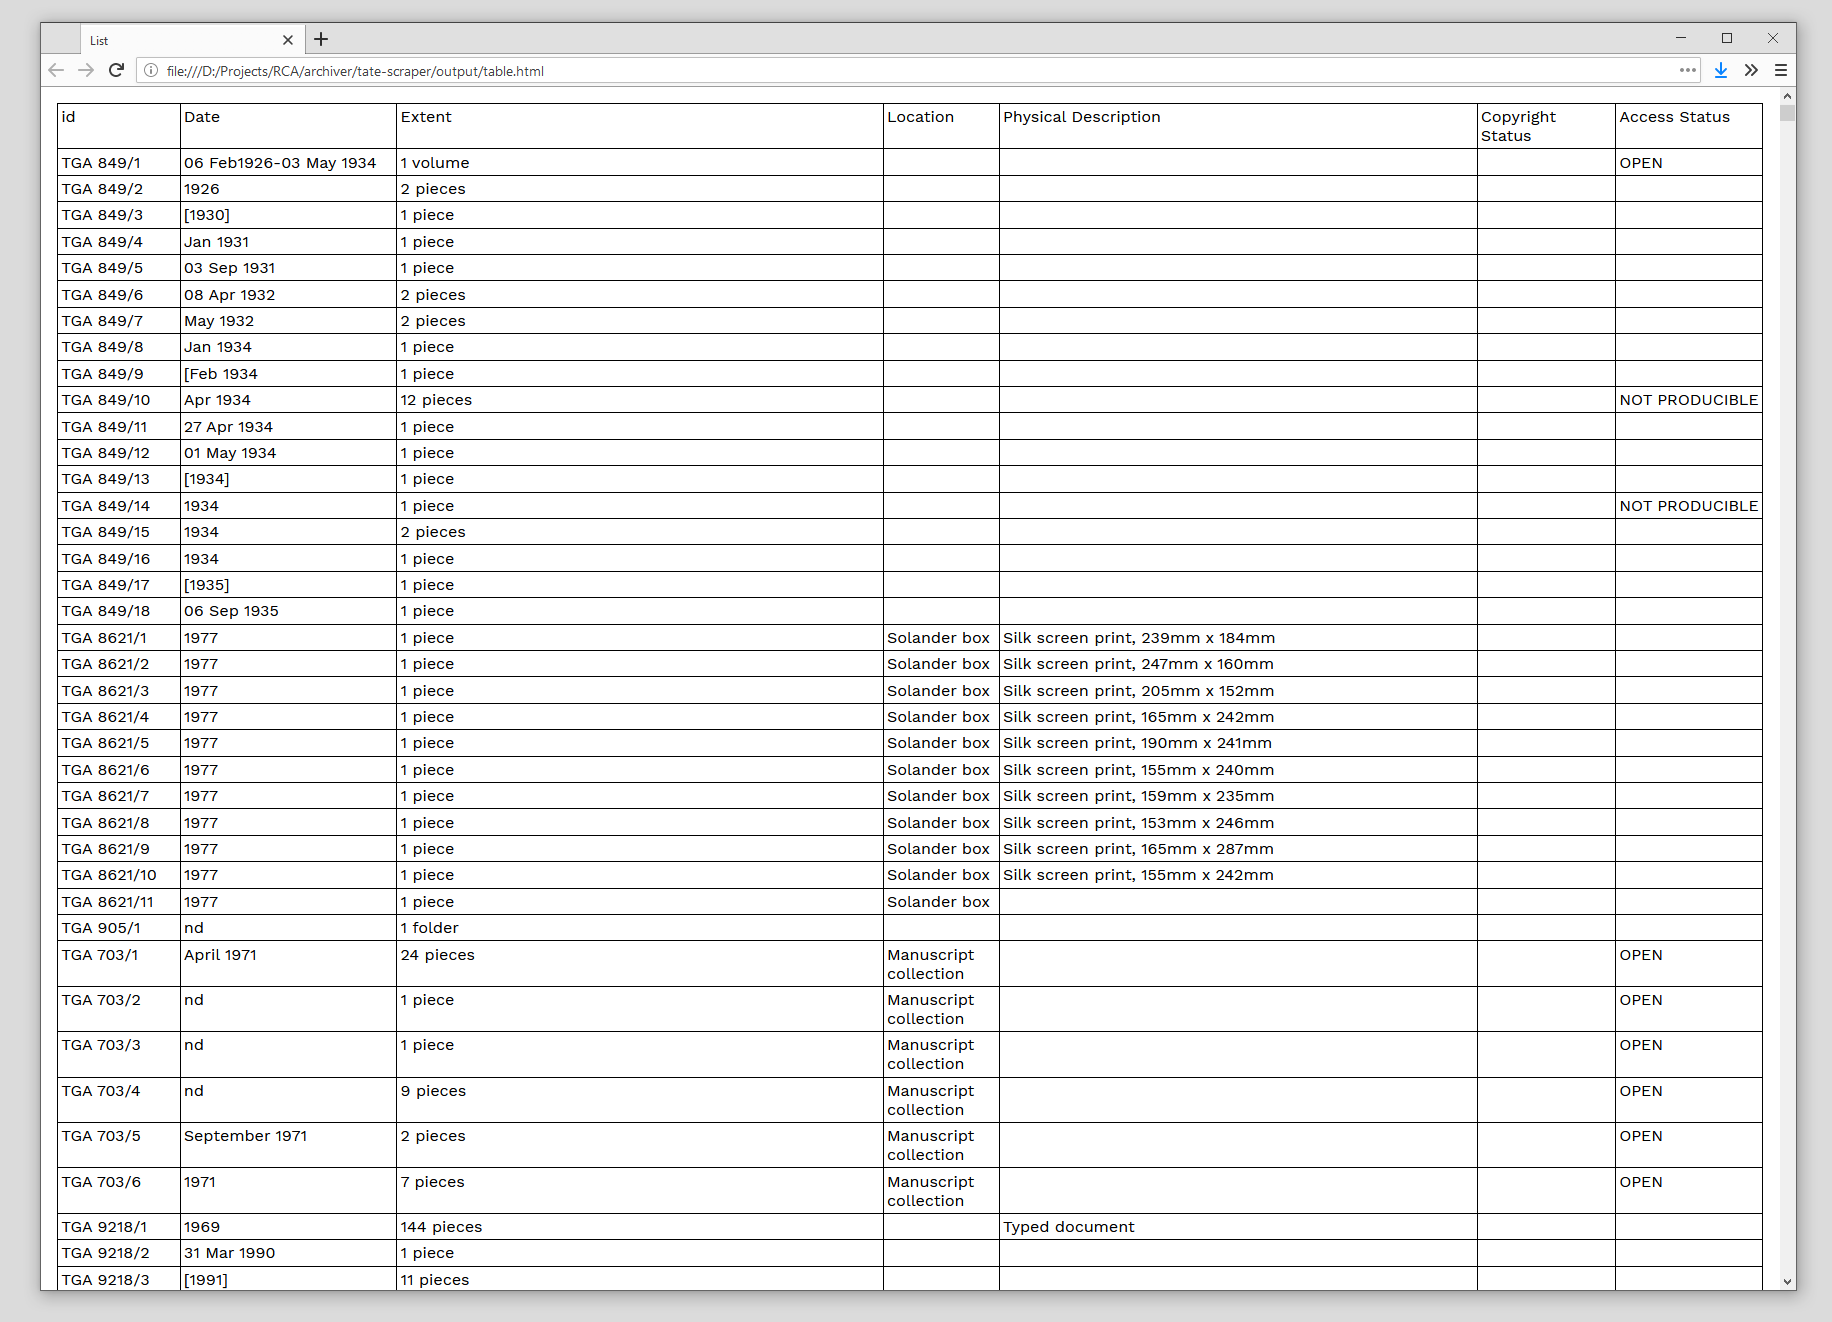 List
file:///D:/Projects/RCA/archiver/tate-scraper/output/table.html
id Date Extent Location Physical Description Copyright Status Access Status
TGA 849/1 06 Feb1926-03 May 1934 1 volume OPEN
TGA 849/2 1926 2 pieces
TGA 849/3 [1930] 1 piece
TGA 849/4 Jan 1931 1 piece
TGA 849/5 03 Sep 1931 1 piece
TGA 849/6 08 Apr 1932 2 pieces
TGA 849/7 May 1932 2 pieces
TGA 849/8 Jan 1934 1 piece
TGA 849/9 [Feb 1934 1 piece
TGA 849/10 Apr 1934 12 pieces NOT PRODUCIBLE
TGA 849/11 27 Apr 1934 1 piece
TGA 849/12 01 May 1934 1 piece
TGA 849/13 [1934] 1 piece
TGA 849/14 1934 1 piece NOT PRODUCIBLE
TGA 849/15 1934 2 pieces
TGA 849/16 1934 1 piece
TGA 849/17 [1935] 1 piece
TGA 849/18 06 Sep 1935 1 piece
TGA 8621/1 1977 1 piece Solander box Silk screen print, 239mm x 184mm
TGA 8621/2 1977 1 piece Solander box Silk screen print, 247mm x 160mm
TGA 8621/3 1977 1 piece Solander box Silk screen print, 205mm x 152mm
TGA 8621/4 1977 1 piece Solander box Silk screen print, 165mm x 242mm
TGA 8621/5 1977 1 piece Solander box Silk screen print, 190mm x 241mm
TGA 8621/6 1977 1 piece Solander box Silk screen print, 155mm x 240mm
TGA 8621/7 1977 1 piece Solander box Silk screen print, 159mm x 235mm
TGA 8621/8 1977 1 piece Solander box Silk screen print, 153mm x 246mm
TGA 8621/9 1977 1 piece Solander box Silk screen print, 165mm x 287mm
TGA 8621/10 1977 1 piece Solander box Silk screen print, 155mm x 242mm
TGA 8621/11 1977 1 piece Solander box
TGA 905/1 nd 1 folder
TGA 703/1 April 1971 24 pieces Manuscript collection OPEN
TGA 703/2 nd 1 piece Manuscript collection OPEN
TGA 703/3 nd 1 piece Manuscript collection OPEN
TGA 703/4 nd 9 pieces Manuscript collection OPEN
TGA 703/5 September 1971 2 pieces Manuscript collection OPEN
TGA 703/6 1971 7 pieces Manuscript collection OPEN
TGA 9218/1 1969 144 pieces Typed document
TGA 9218/2 31 Mar 1990 1 piece
TGA 9218/3 [1991] 11 pieces